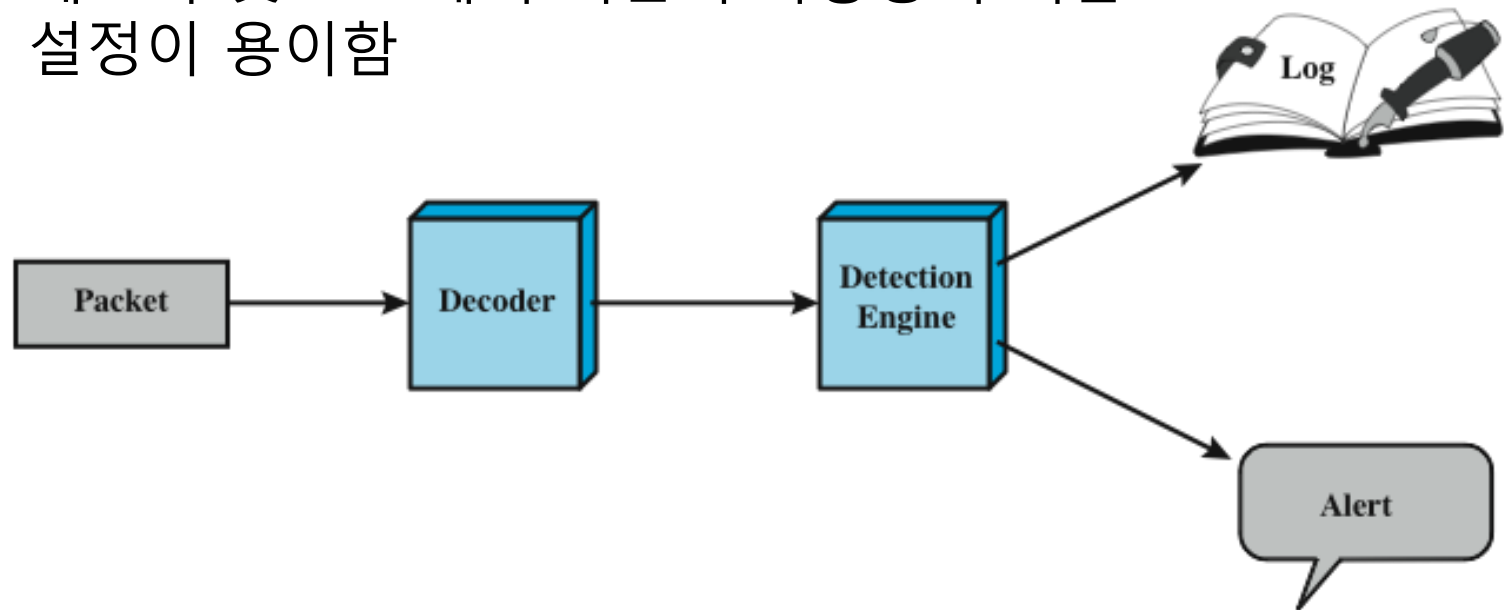 설정이 용이함
Log
Packet
Decoder
Detection
Engine
Alert